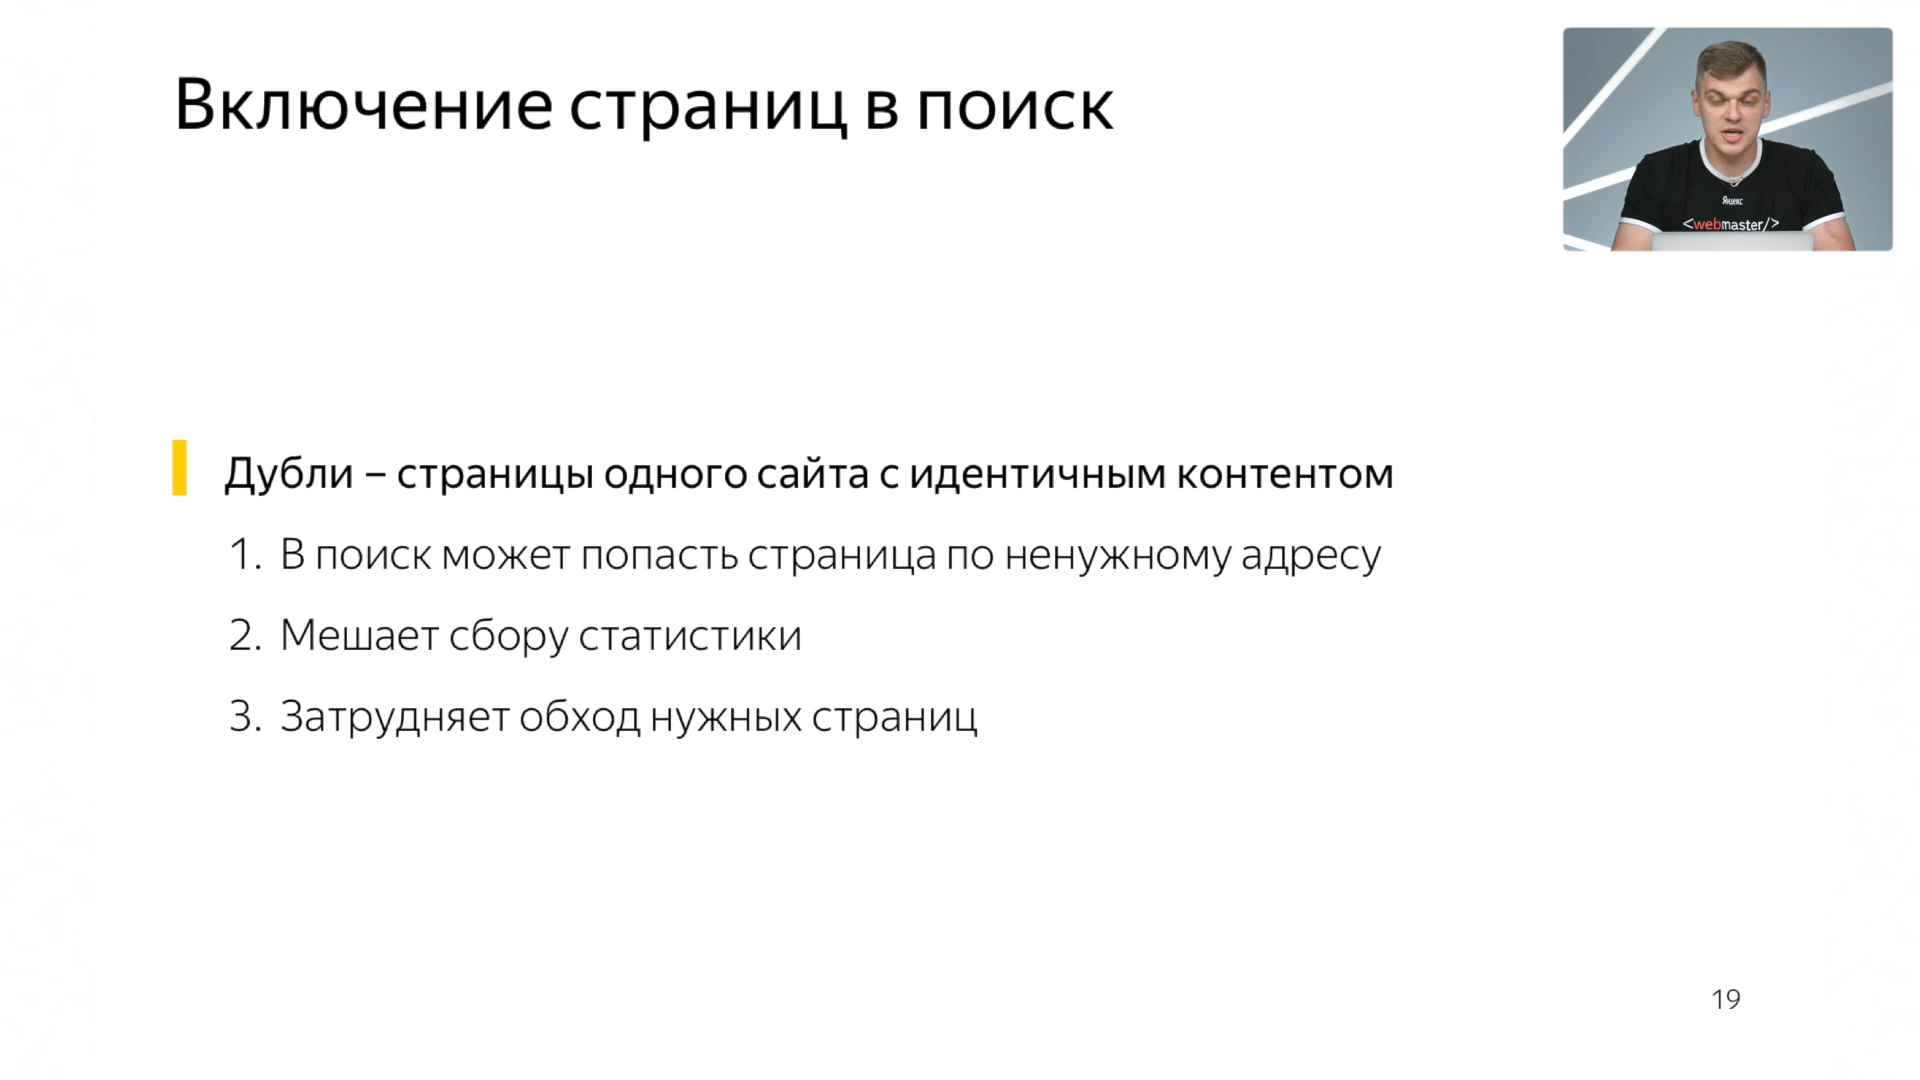 Включение страниц в поиск
Яндекс
<webmaster/>
Дубли – страницы одного сайта с идентичным контентом
1. В поиск может попасть страница по ненужному адресу
2. Мешает сбору статистики
3. Затрудняет обход нужных страниц
19